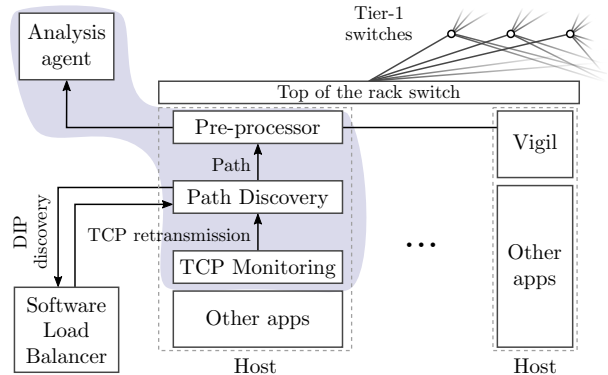 Analysis
agent
Tier-1
switches
Top of the rack switch
Pre-processor
Vigil
Path
Path Discovery
DIP
discovery
TCP retransmission
TCP Monitoring
...
Other
apps
Software
Load
Balancer
Other apps
Host
Host